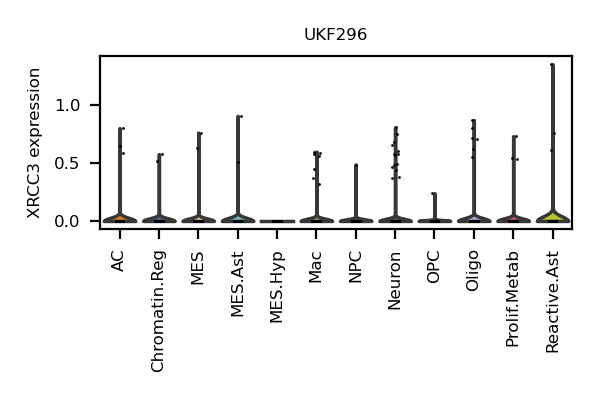 UKF296
XRCC3 expression
1.0
0.5
0.0
AC
Chromatin.Reg
MES
MES.Ast
MES.Hyp
Mac
NPC
Neuron
OPC
Oligo
Prolif.Metab
Reactive.Ast